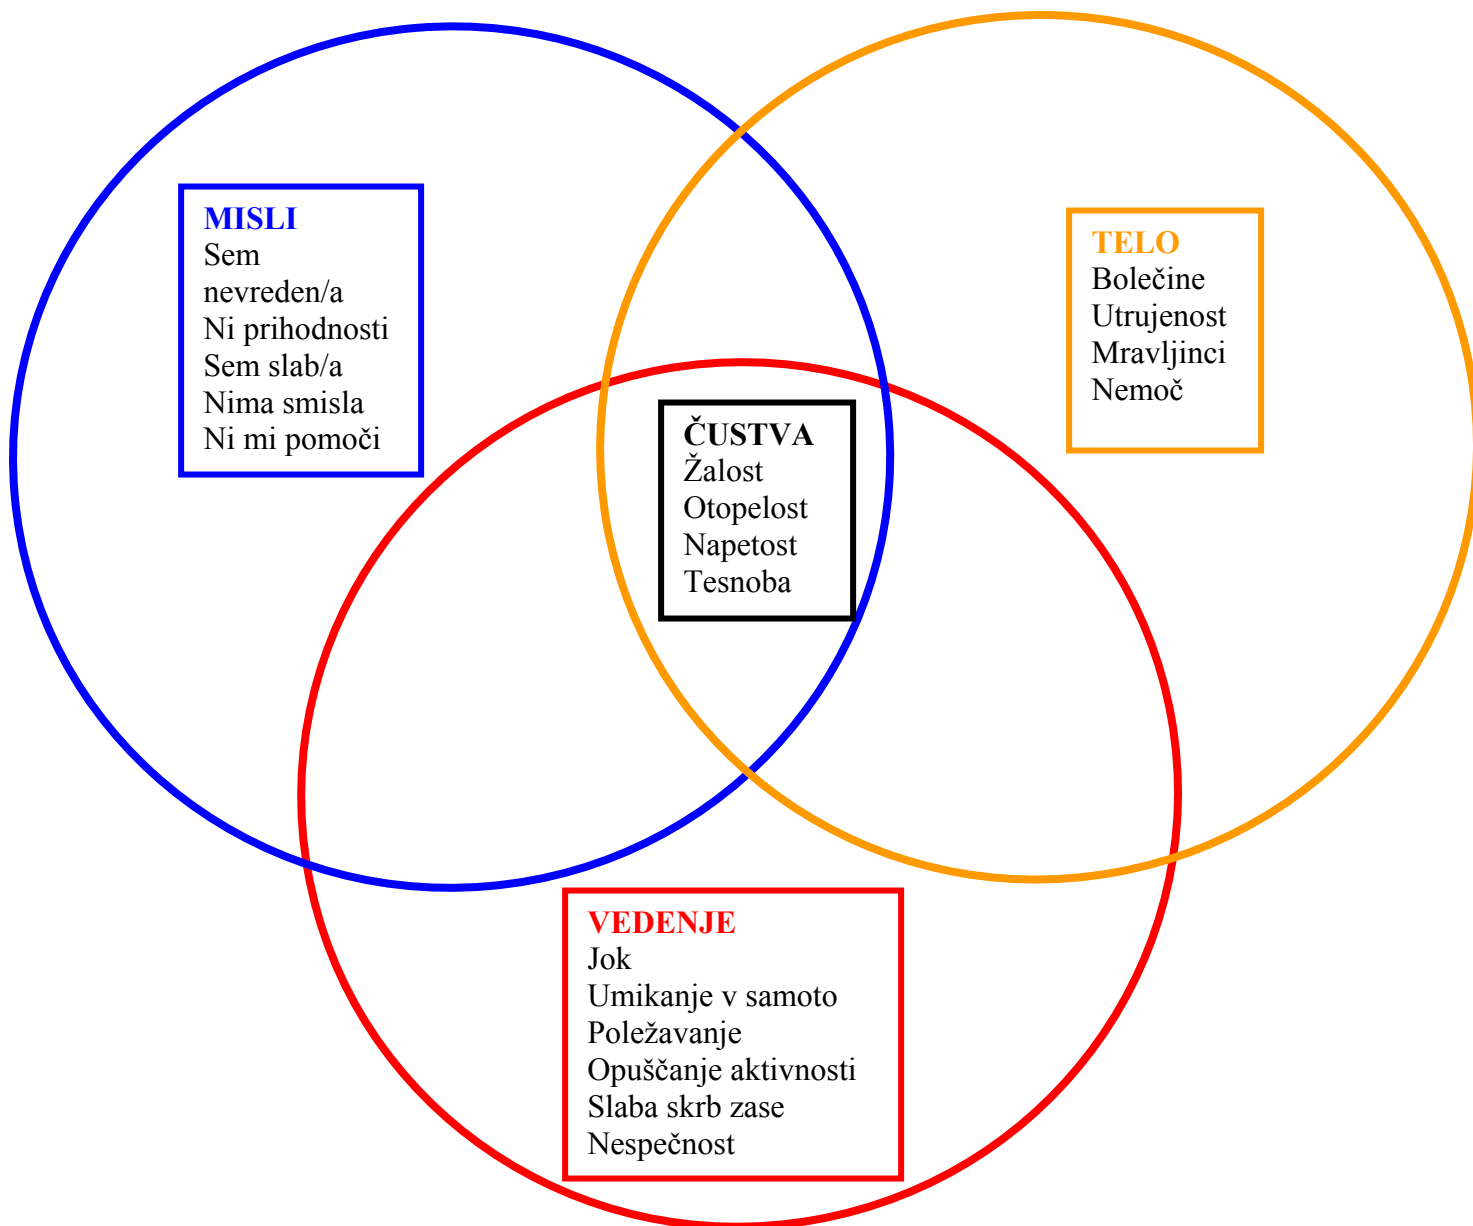 MISLI
Sem
nevreden/a
Ni prihodnosti
Sem slab/a
Nima smisla
Ni mi pomoči
TELO
Bolečine
Utrujenost
Mravljinci
Nemoč
ČUSTVA
Žalost
Otopelost
Napetost
Tesnoba
VEDENJE
Jok
Umikanje v samoto
Poležavanje
Opuščanje aktivnosti
Slaba skrb zase
Nespečnost